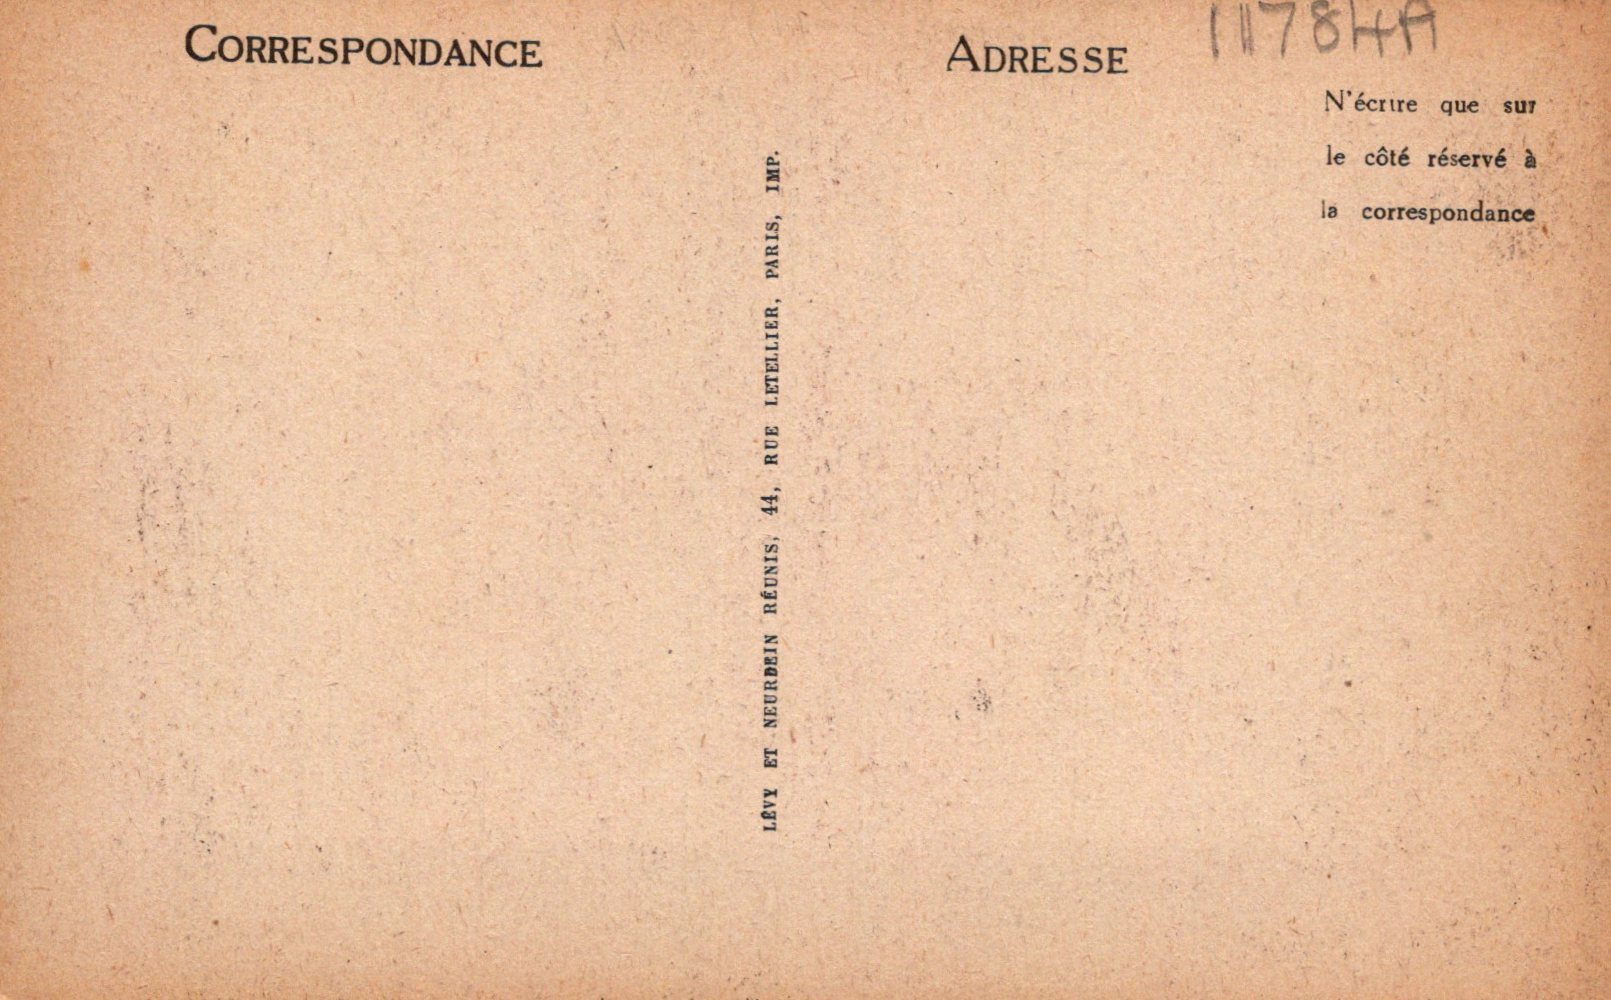 CORRESPONDANCE
ADRESSE
11784A
N'écrire que sur
le côté réservé à
la correspondance
LÉVY ET NEURDEIN RÉUNIS, 44, RUE LETELLIER, PARIS, IMP.